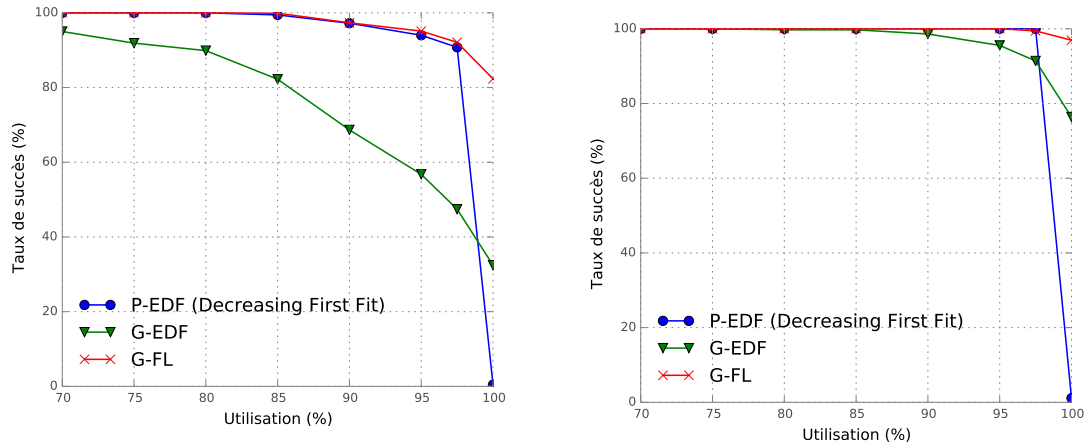 100
80
60
40
20
0
Taux de succès (%)
P-EDF (Decreasing First Fit)
G-EDF
G-FL
70 75 80 85 90 95 100
Utilisation (%)
100
80
60
40
20
0
Taux de succès (%)
P-EDF (Decreasing First Fit)
G-EDF
G-FL
70 75 80 85 90 95 100
Utilisation (%)